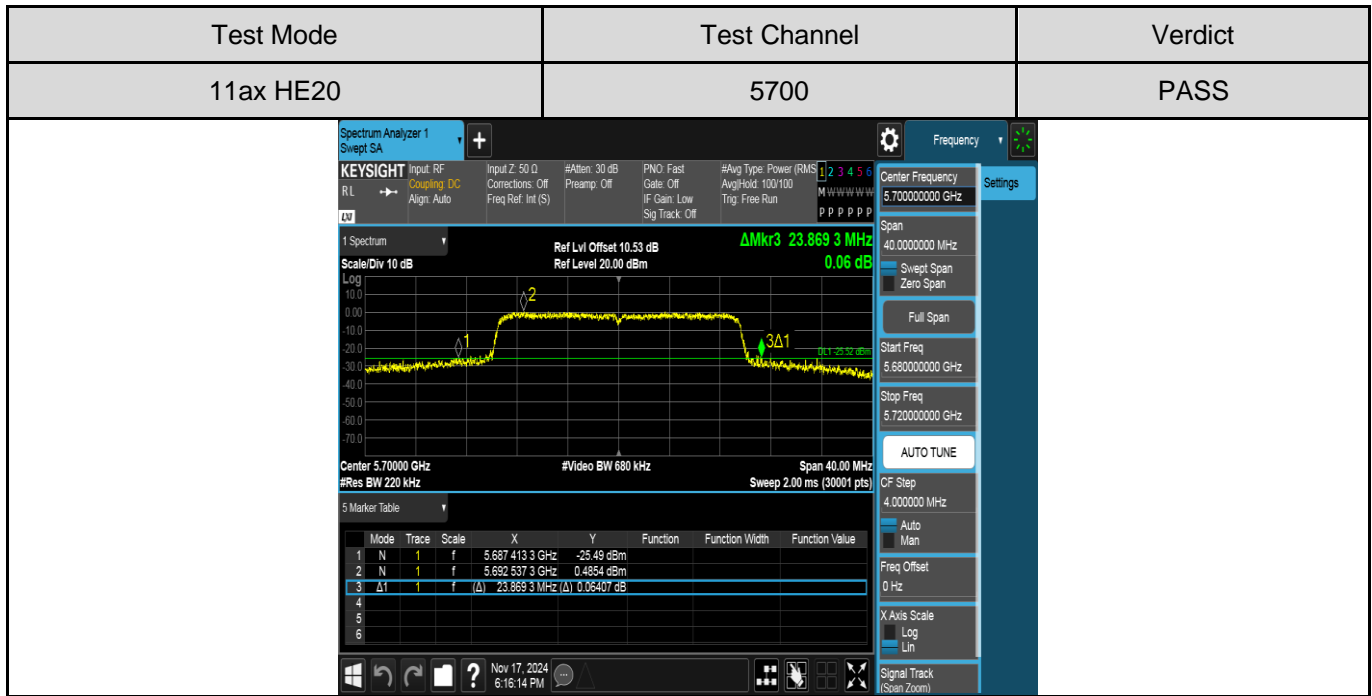 Test Mode Test Channel Verdict
11ax HE20 5700 PASS
Spectrum Analyzer 1
Swept SA
+
Frequency
KEYSIGHT
RL
LXI
Input: RF
Coupling: DC
Align: Auto
Input Z: 50 Ω
Corrections: Off
Freq Ref: Int (S)
#Atten: 30 dB
Preamp: Off
PNO: Fast
Gate: Off
IF Gain: Low
Sig Track: Off
#Avg Type: Power (RMS
Avg|Hold: 100/100
Trig: Free Run
1 2 3 4 5 6
M W W W W W
P P P P P P
Center Frequency
5.700000000 GHz
Settings
Span
40.0000000 MHz
Swept Span
Zero Span
Full Span
Start Freq
5.680000000 GHz
Stop Freq
5.720000000 GHz
AUTO TUNE
CF Step
4.000000 MHz
Auto
Man
Freq Offset
0 Hz
X Axis Scale
Log
Lin
Signal Track
(Span Zoom)
1 Spectrum
Scale/Div 10 dB
Ref Lvl Offset 10.53 dB
Ref Level 20.00 dBm
ΔMkr3 23.869 3 MHz
0.06 dB
Log
10.0
0.00
-10.0
-20.0
-30.0
-40.0
-50.0
-60.0
-70.0
2
1
3Δ1
DL1 -25.52 dBm
Center 5.70000 GHz #Video BW 680 kHz Span 40.00 MHz
#Res BW 220 kHz Sweep 2.00 ms (30001 pts)
5 Marker Table
Mode Trace Scale X Y Function Function Width Function Value
1 N 1 f 5.687 413 3 GHz -25.49 dBm
2 N 1 f 5.692 537 3 GHz 0.4854 dBm
3 Δ1 1 f (Δ) 23.869 3 MHz (Δ) 0.06407 dB
4
5
6
?
Nov 17, 2024
6:16:14 PM